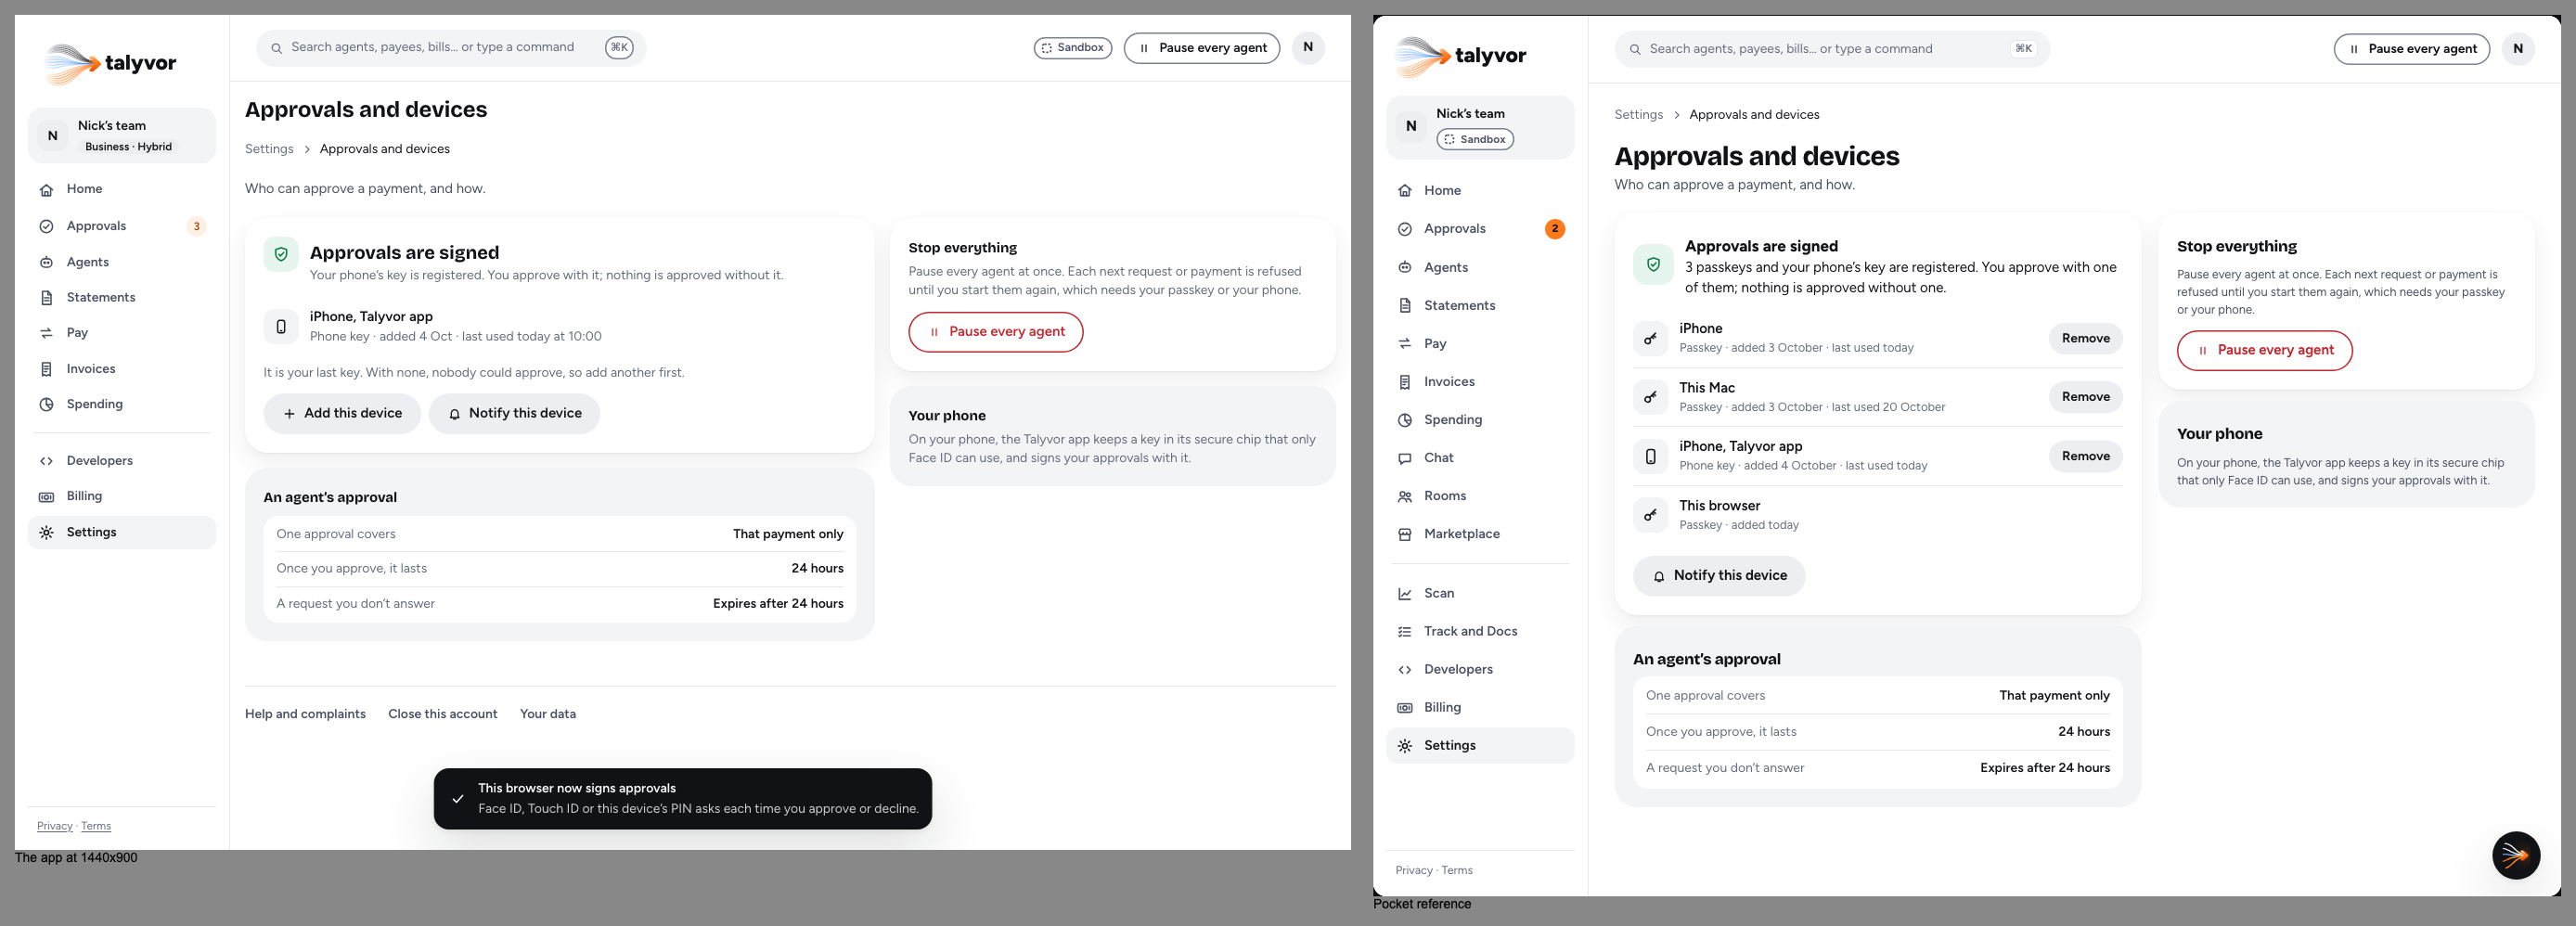 talyvor
Search agents, payees, bills... or type a command
⌘K
Sandbox
Pause every agent
N
N
Nick's team
Business · Hybrid
Home
Approvals
3
Agents
Statements
Pay
Invoices
Spending
Developers
Billing
Settings
Privacy · Terms
Approvals and devices
Settings
Approvals and devices
Who can approve a payment, and how.
Approvals are signed
Your phone's key is registered. You approve with it; nothing is approved without it.
iPhone, Talyvor app
Phone key · added 4 Oct · last used today at 10:00
It is your last key. With none, nobody could approve, so add another first.
Add this device
Notify this device
An agent's approval
One approval covers
That payment only
Once you approve, it lasts
24 hours
A request you don't answer
Expires after 24 hours
Stop everything
Pause every agent at once. Each next request or payment is refused
until you start them again, which needs your passkey or your phone.
Pause every agent
Your phone
On your phone, the Talyvor app keeps a key in its secure chip that only
Face ID can use, and signs your approvals with it.
Help and complaints
Close this account
Your data
This browser now signs approvals
Face ID, Touch ID or this device's PIN asks each time you approve or decline.
The app at 1440x900
talyvor
Search agents, payees, bills... or type a command
⌘K
Pause every agent
N
N
Nick's team
Sandbox
Home
Approvals
2
Agents
Statements
Pay
Invoices
Spending
Chat
Rooms
Marketplace
Scan
Track and Docs
Developers
Billing
Settings
Privacy · Terms
Settings
Approvals and devices
Approvals and devices
Who can approve a payment, and how.
Approvals are signed
3 passkeys and your phone's key are registered. You approve with one
of them; nothing is approved without one.
iPhone
Passkey · added 3 October · last used today
Remove
This Mac
Passkey · added 3 October · last used 20 October
Remove
iPhone, Talyvor app
Phone key · added 4 October · last used today
Remove
This browser
Passkey · added today
Notify this device
An agent's approval
One approval covers
That payment only
Once you approve, it lasts
24 hours
A request you don't answer
Expires after 24 hours
Stop everything
Pause every agent at once. Each next request or payment is
refused until you start them again, which needs your passkey
or your phone.
Pause every agent
Your phone
On your phone, the Talyvor app keeps a key in its secure chip
that only Face ID can use, and signs your approvals with it.
Pocket reference